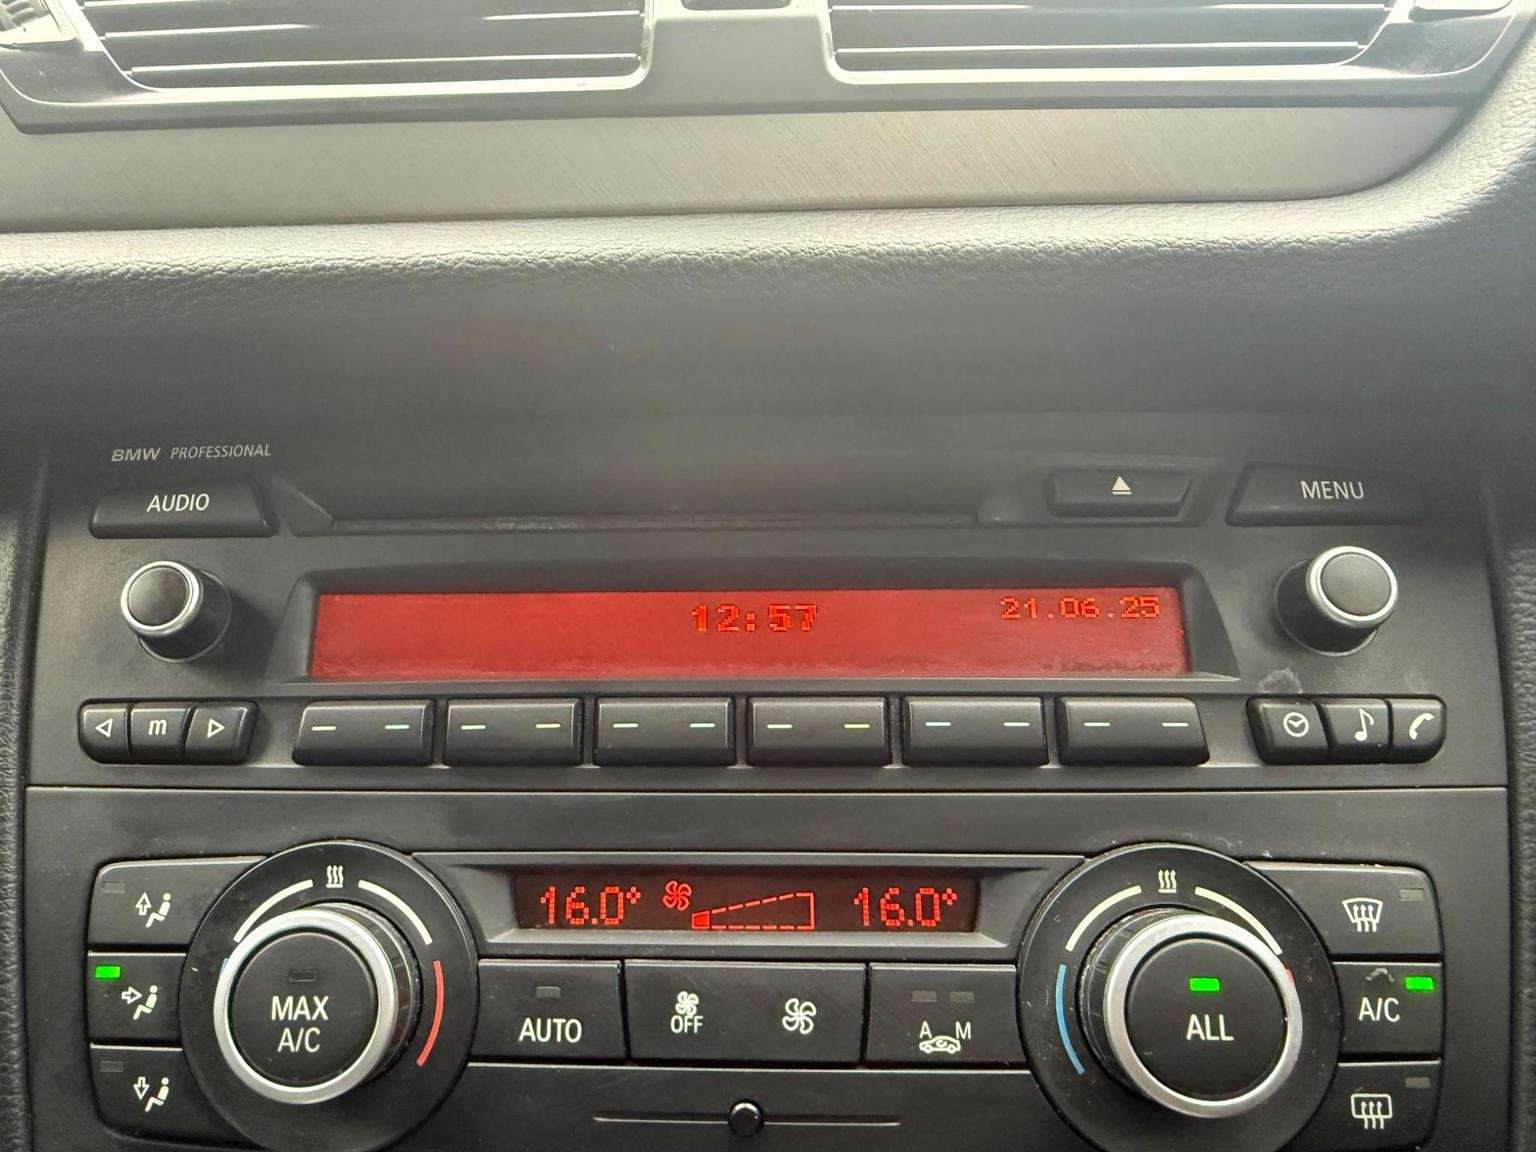 BMW PROFESSIONAL
AUDIO
MENU
12:57
21.06.25
m
16.0°
16.0°
MAX
A/C
AUTO
OFF
A M
ALL
A/C